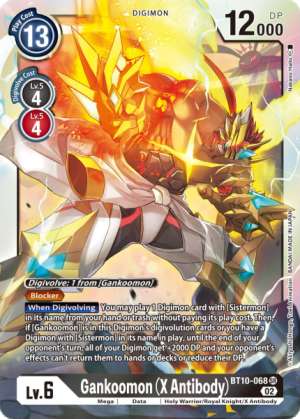 DIGIMON
Play Cost
13
12000
DP
Digivolve Cost
Lv.5
4
Lv.5
4
Digivolve: 1 from [Gankoomon]
Blocker
When Digivolving You may play 1 Digimon card with [Sistermon]
in its name from your hand or trash without paying its play cost. Then,
if [Gankoomon] is in this Digimon's digivolution cards or you have a
Digimon with [Sistermon] in its name in play, until the end of your
opponent's turn, all of your Digimon get +2000 DP and your opponent's
effects can't return them to hands or decks or reduce their DP.
BT10-068 SR
Lv.6
Gankoomon (X Antibody)
02
Mega
Data
Holy Warrior/Royal Knight/X Antibody